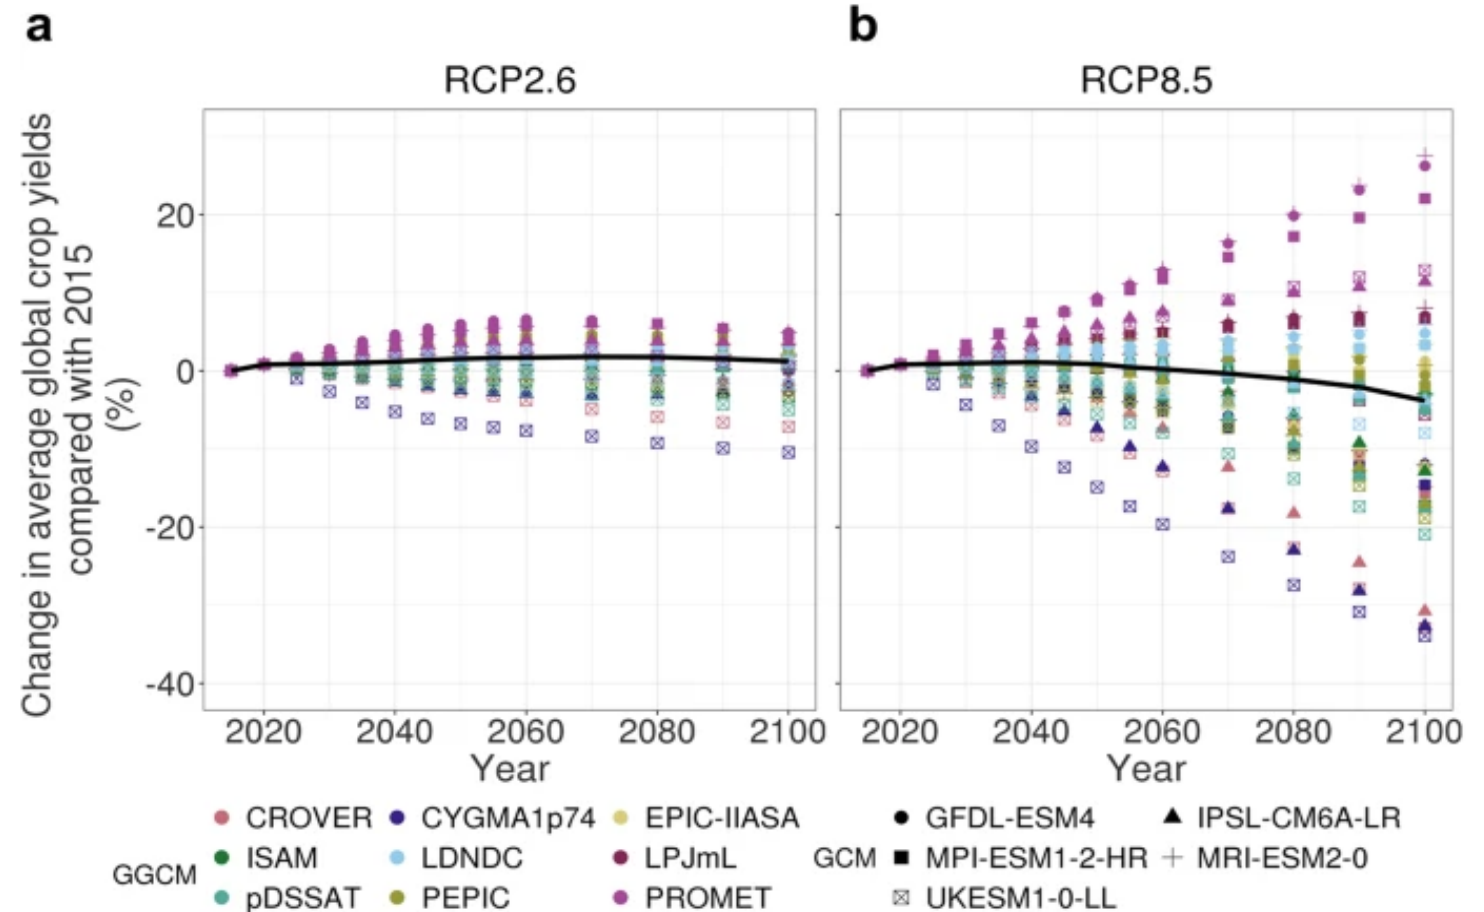 a
b
RCP2.6
RCP8.5
Change in average global crop yields
compared with 2015
(%)
20
0
-20
-40
2020 2040 2060 2080 2100
2020 2040 2060 2080 2100
Year
Year
GGCM
CROVER CYGMA1p74 EPIC-IIASA
ISAM LDNDC LPJmL
pDSSAT PEPIC PROMET
GCM
GFDL-ESM4 IPSL-CM6A-LR
MPI-ESM1-2-HR MRI-ESM2-0
UKESM1-0-LL